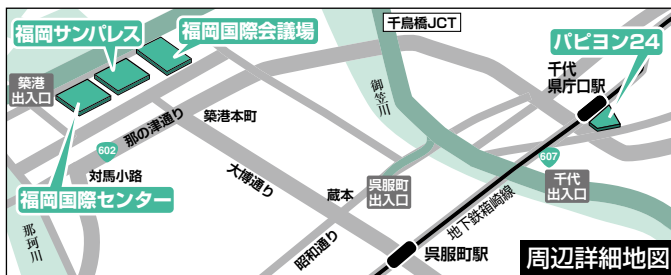 福岡サンパレス
福岡国際会議場
千鳥橋JCT
パピヨン24
築港
出入口
千代
県庁口駅
御笠川
那の津通り
築港本町
602
対馬小路
大博通り
蔵本
呉服町
出入口
607
千代
出入口
福岡国際センター
地下鉄箱崎線
那珂川
昭和通り
呉服町駅
周辺詳細地図